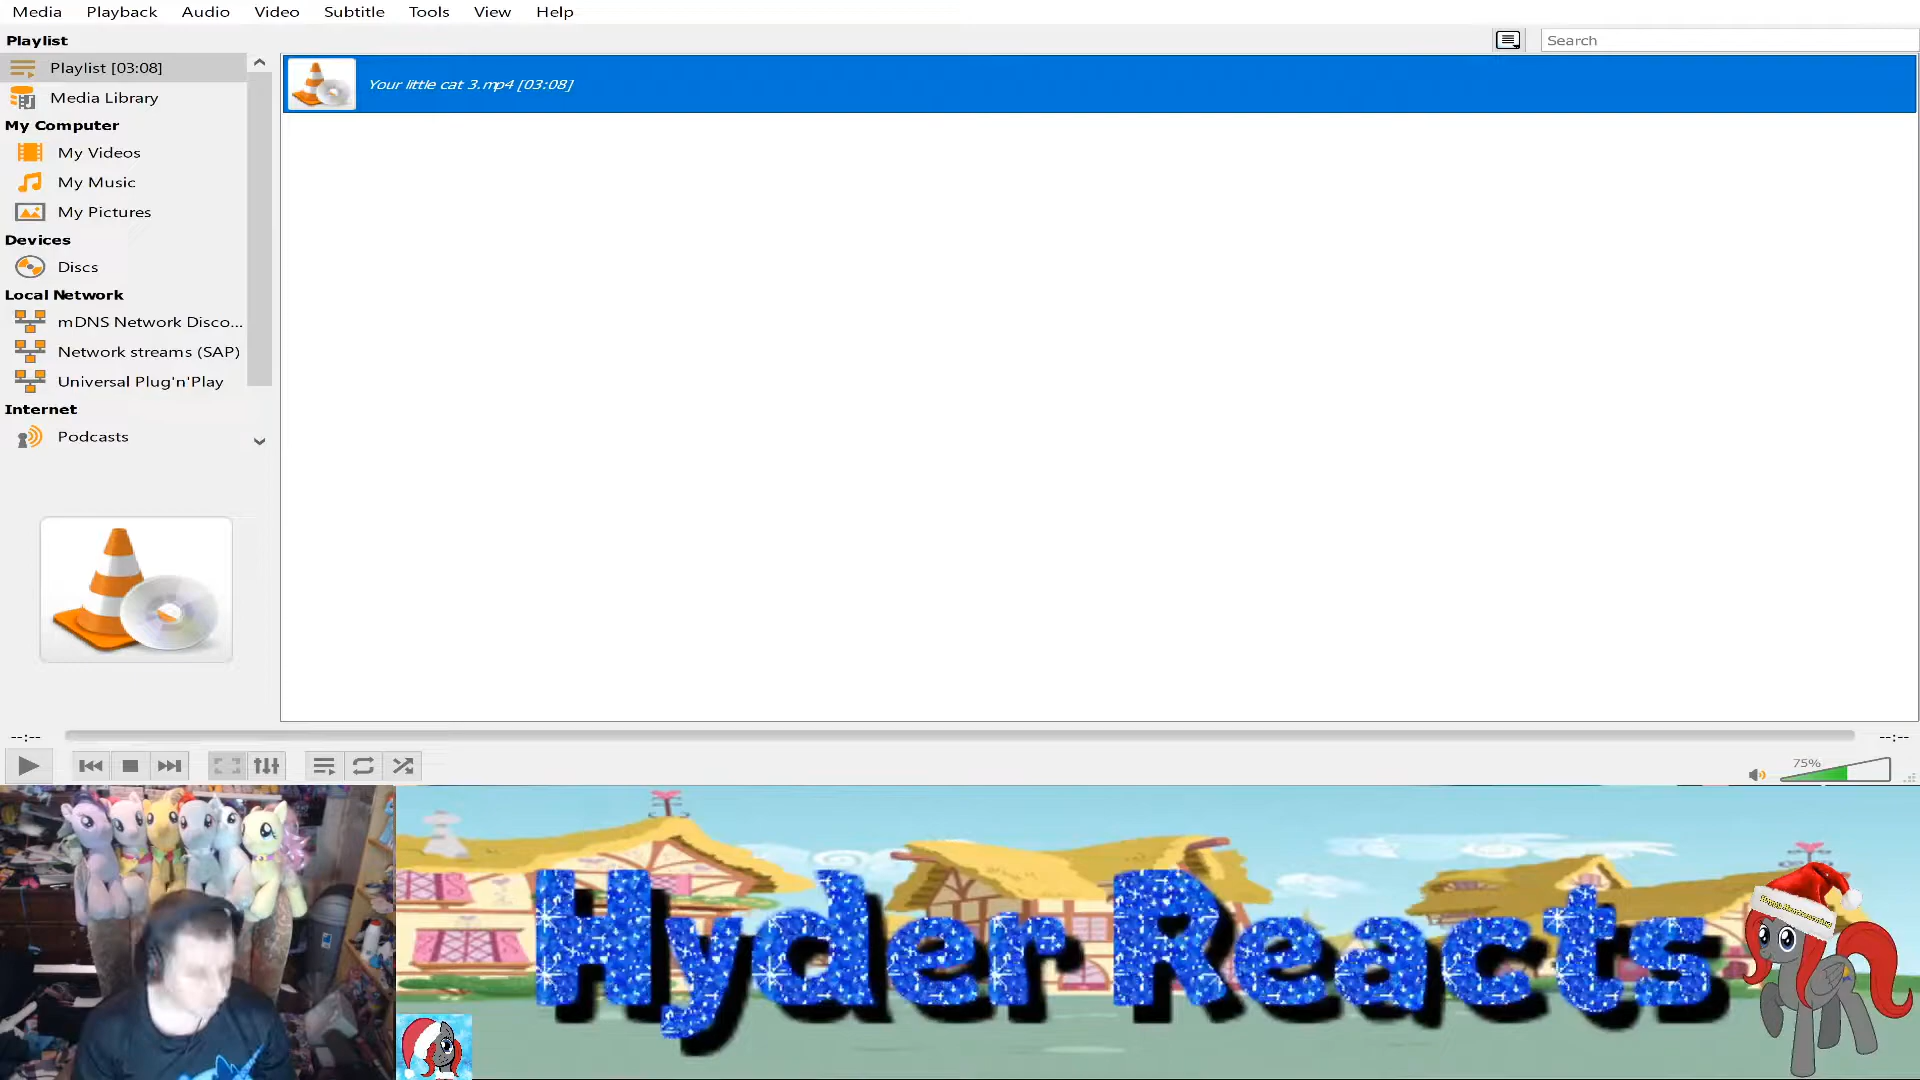 Media Playback Audio Video Subtitle Tools View Help
Playlist
Search
Playlist [03:08]
Your little cat 3.mp4 [03:08]
Media Library
My Computer
My Videos
My Music
My Pictures
Devices
Discs
Local Network
mDNS Network Disco...
Network streams (SAP)
Universal Plug'n'Play
Internet
Podcasts
--:-- --:--
75%
Hyder Reacts